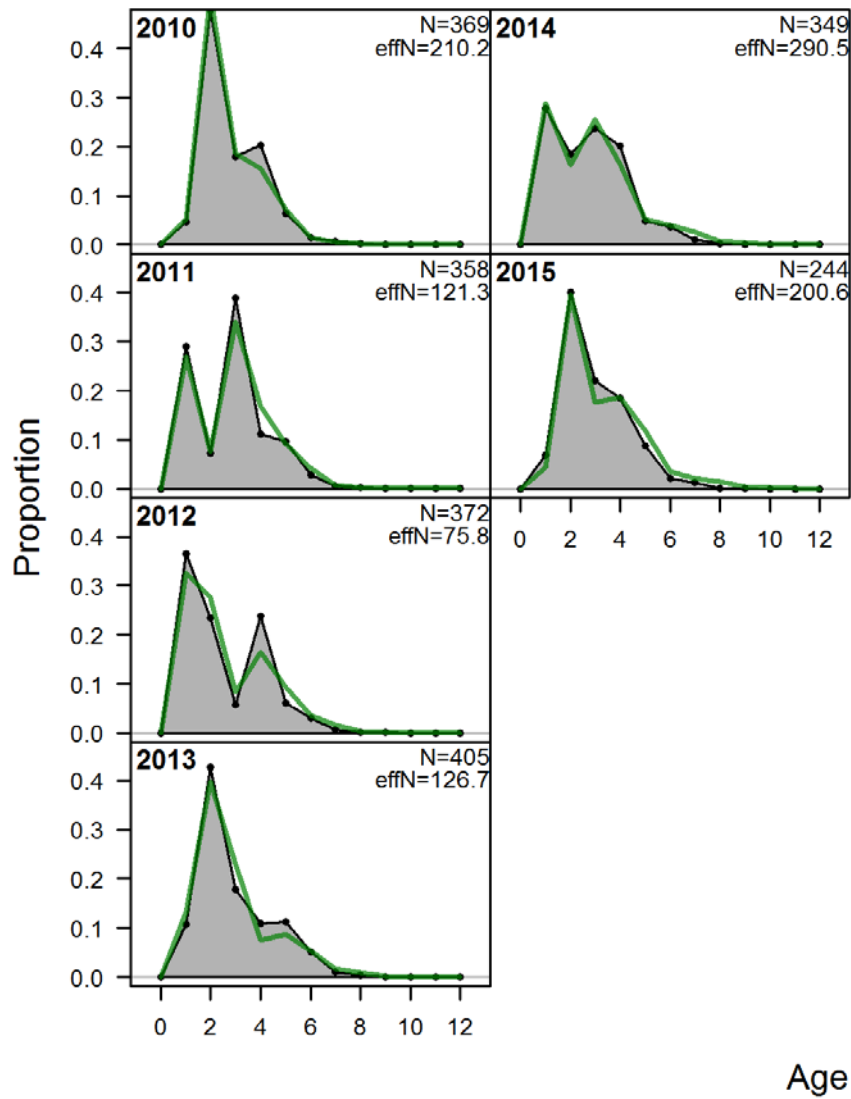 Proportion
2010
N=369
effN=210.2
0.4
0.3
0.2
0.1
0.0
2014
N=349
effN=290.5
2011
N=358
effN=121.3
0.4
0.3
0.2
0.1
0.0
2015
N=244
effN=200.6
0 2 4 6 8 10 12
2012
N=372
effN=75.8
0.4
0.3
0.2
0.1
0.0
2013
N=405
effN=126.7
0.4
0.3
0.2
0.1
0.0
0 2 4 6 8 10 12
Age